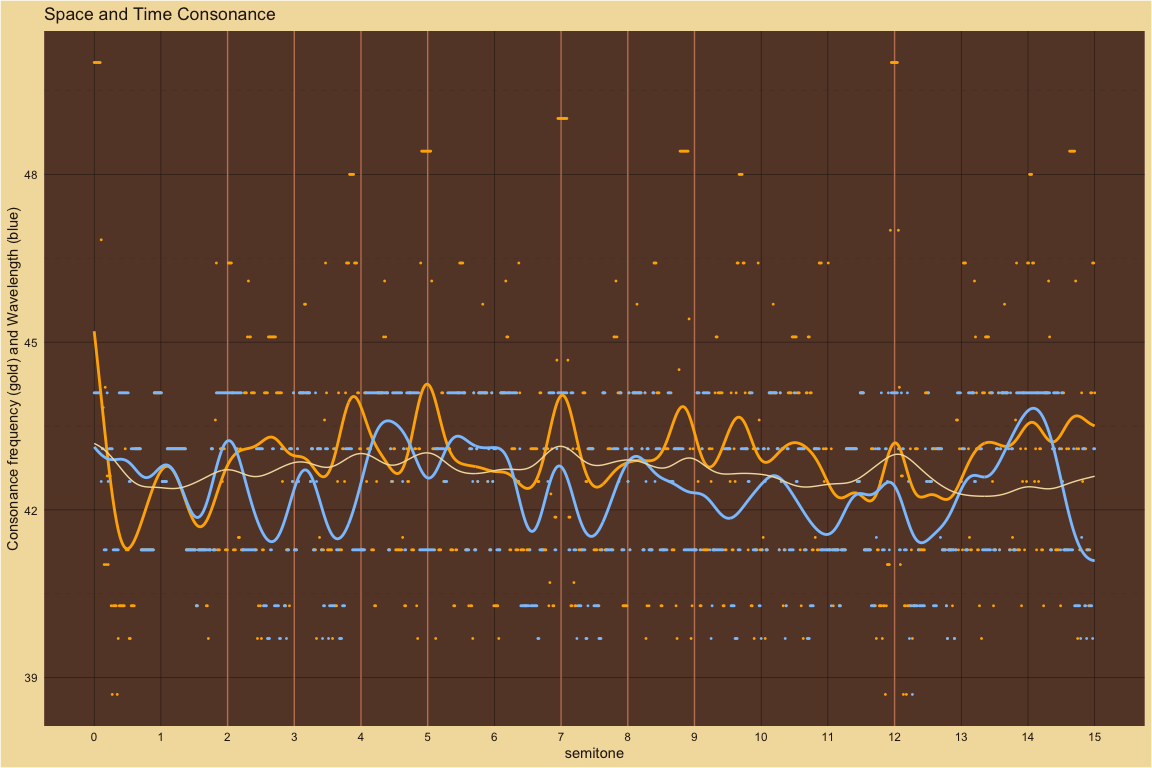 Space and Time Consonance
Consonance frequency (gold) and Wavelength (blue)
48
45
42
39
0 1 2 3 4 5 6 7 8 9 10 11 12 13 14 15
semitone